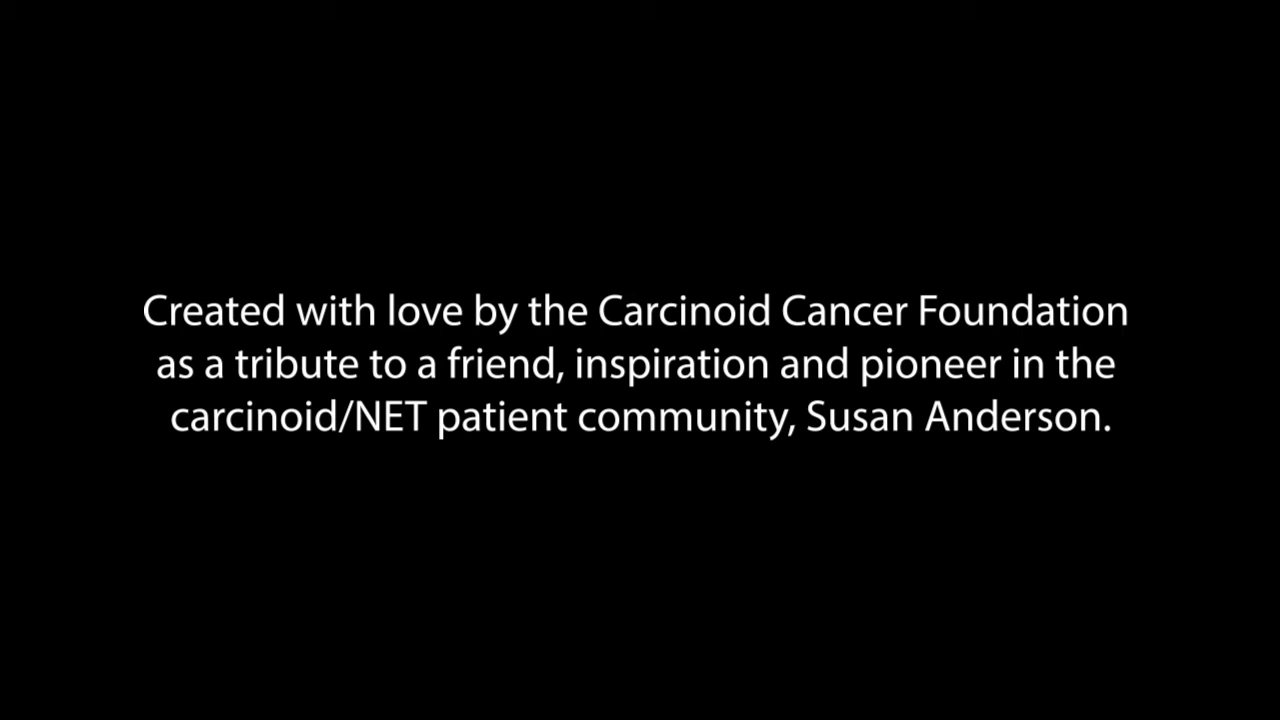 Created with love by the Carcinoid Cancer Foundation
as a tribute to a friend, inspiration and pioneer in the
carcinoid/NET patient community, Susan Anderson.